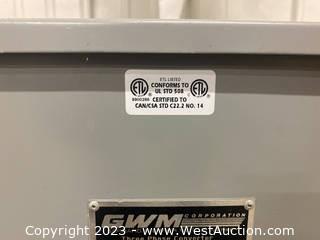 ETL LISTED
CONFORMS TO
UL STD 508
ETL
ETL
9900286
CERTIFIED TO
CAN/CSA STD C22.2 NO. 14
GWM
CORPORATION
Three Phase Converter
Copyright 2023 - WestAuction.com